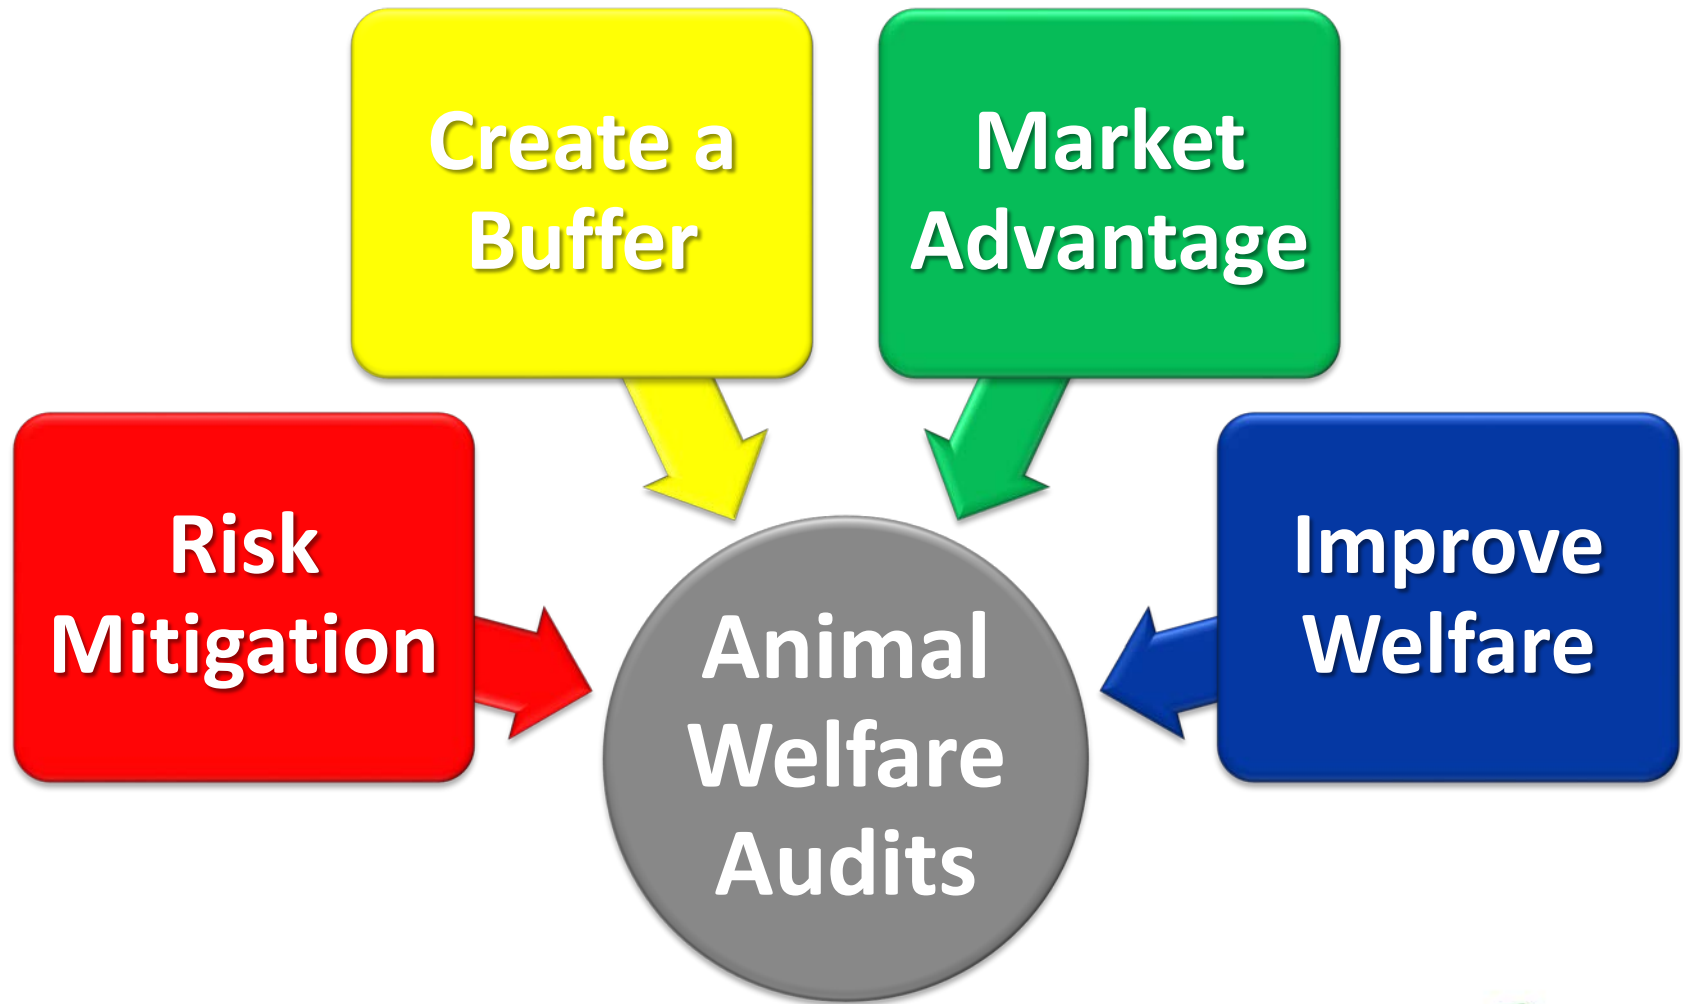 Create a
Buffer
Market
Advantage
Risk
Mitigation
Improve
Welfare
Animal
Welfare
Audits